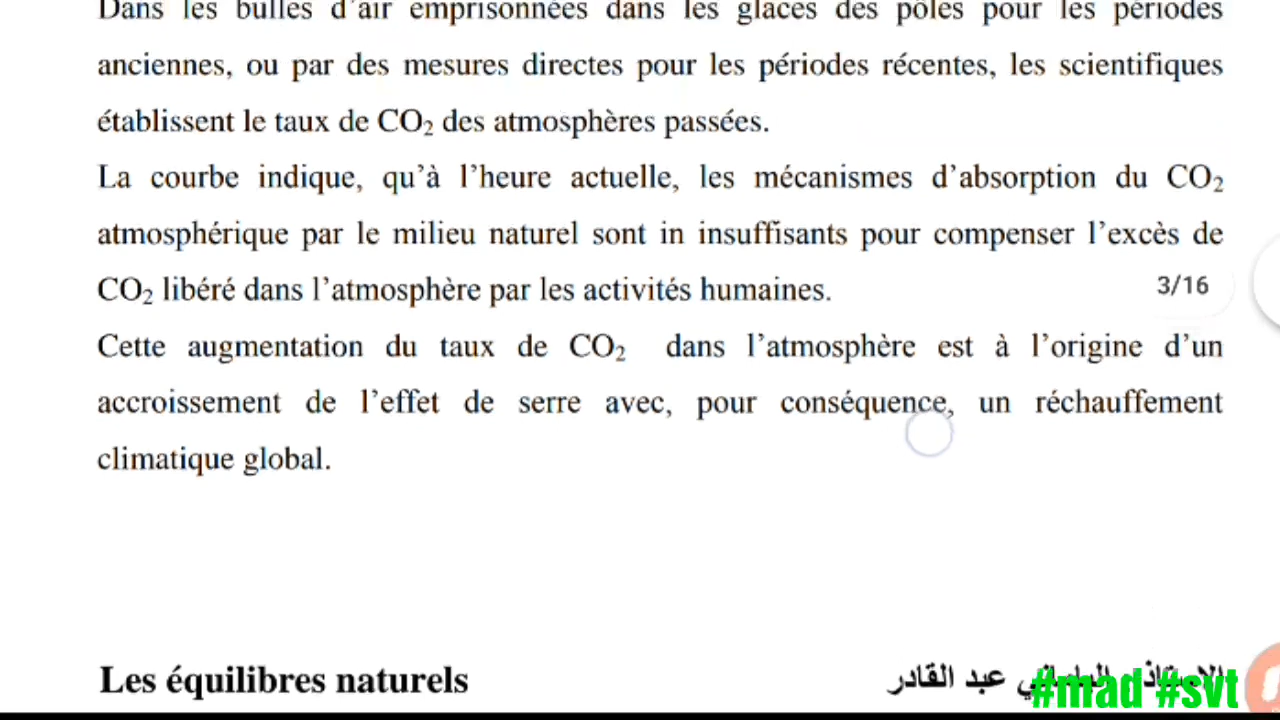 Dans les bulles d'air emprisonnées dans les glaces des pôles pour les périodes
anciennes, ou par des mesures directes pour les périodes récentes, les scientifiques
établissent le taux de CO₂ des atmosphères passées.
La courbe indique, qu'à l'heure actuelle, les mécanismes d'absorption du CO₂
atmosphérique par le milieu naturel sont in insuffisants pour compenser l'excès de
CO₂ libéré dans l'atmosphère par les activités humaines.
3/16
Cette augmentation du taux de CO₂ dans l'atmosphère est à l'origine d'un
accroissement de l'effet de serre avec, pour conséquence, un réchauffement
climatique global.
Les équilibres naturels
عبد القادر
#mad #svt